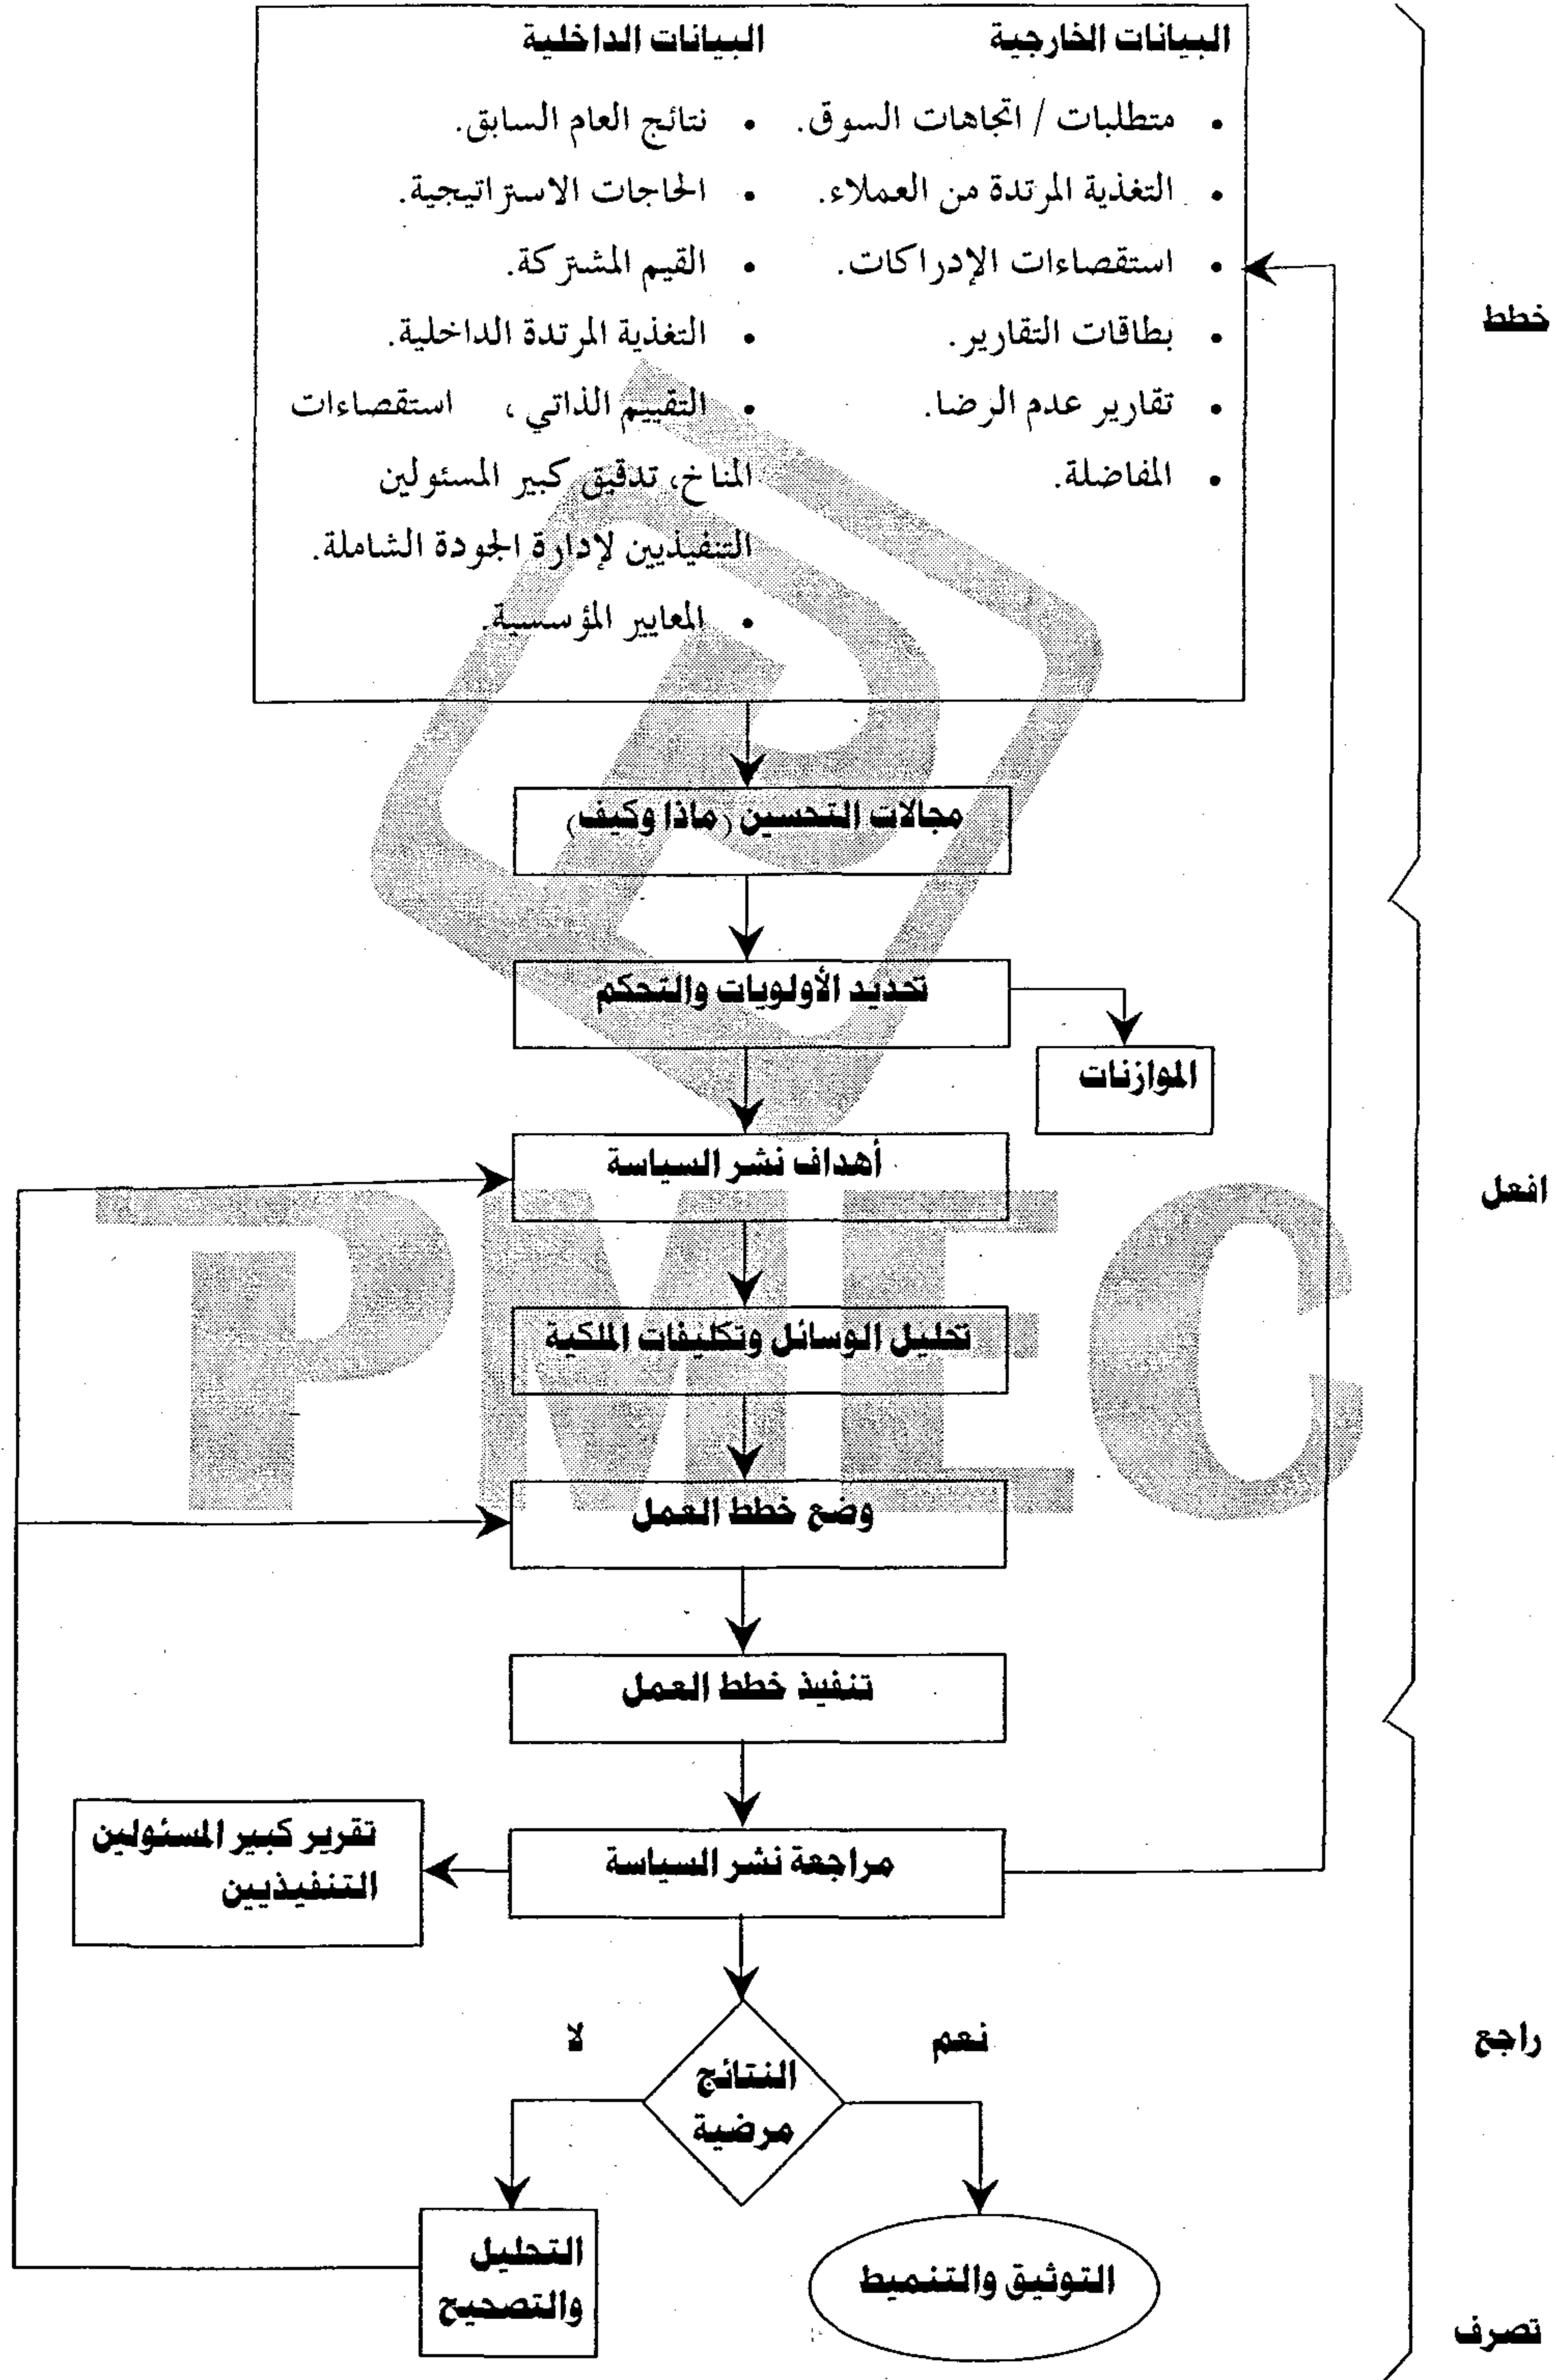 البيانات الخارجية
• متطلبات / اتجاهات السوق.
• التغذية المرتدة من العملاء.
• استقصاءات الإدراكات.
• بطاقات التقارير.
• تقارير عدم الرضا.
• المفاضلة.
البيانات الداخلية
• نتائج العام السابق.
• الحاجات الاستراتيجية.
• القيم المشتركة.
• التغذية المرتدة الداخلية.
• التقييم الذاتي ، استقصاءات
المناخ، تدقيق كبير المسئولين
التنفيذيين لإدارة الجودة الشاملة.
• المعايير المؤسسية.
خطط
مجالات التحسين (ماذا وكيف)
تحديد الأولويات والتحكم
الموازنات
أهداف نشر السياسة
افعل
PMEC
تحليل الوسائل وتكليفات الملكية
وضع خطط العمل
تنفيذ خطط العمل
مراجعة نشر السياسة
تقرير كبير المسئولين
التنفيذيين
راجع
نعم
لا
النتائج
مرضية
التحليل
والتصحيح
التوثيق والتنميط
تصرف